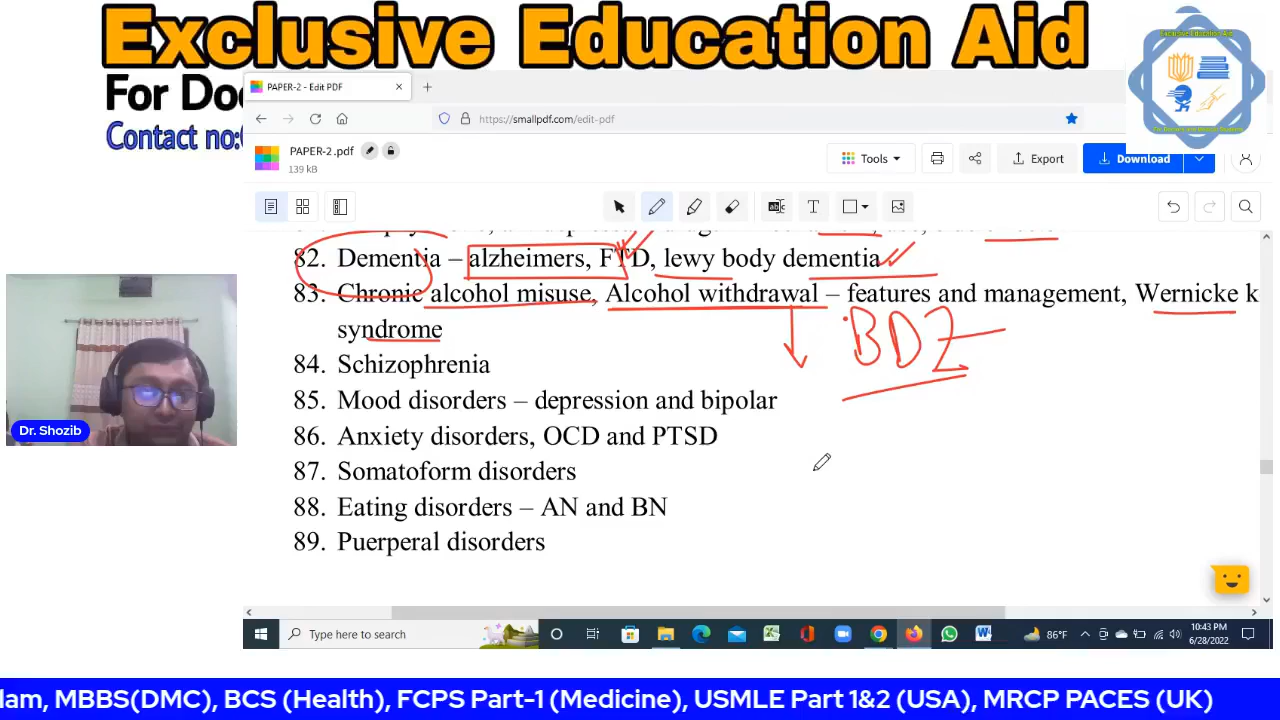 Exclusive Education Aid
For Do
Contact no:
PAPER-2 - Edit PDF
https://smallpdf.com/edit-pdf
PAPER-2.pdf
139 kB
Tools
Export
Download
82. Dementia – alzheimers, FTD, lewy body dementia
83. Chronic alcohol misuse, Alcohol withdrawal – features and management, Wernicke k
syndrome
BDZ
84. Schizophrenia
85. Mood disorders – depression and bipolar
86. Anxiety disorders, OCD and PTSD
87. Somatoform disorders
88. Eating disorders – AN and BN
89. Puerperal disorders
Dr. Shozib
Type here to search
86°F
10:43 PM
6/28/2022
lam, MBBS(DMC), BCS (Health), FCPS Part-1 (Medicine), USMLE Part 1&2 (USA), MRCP PACES (UK)